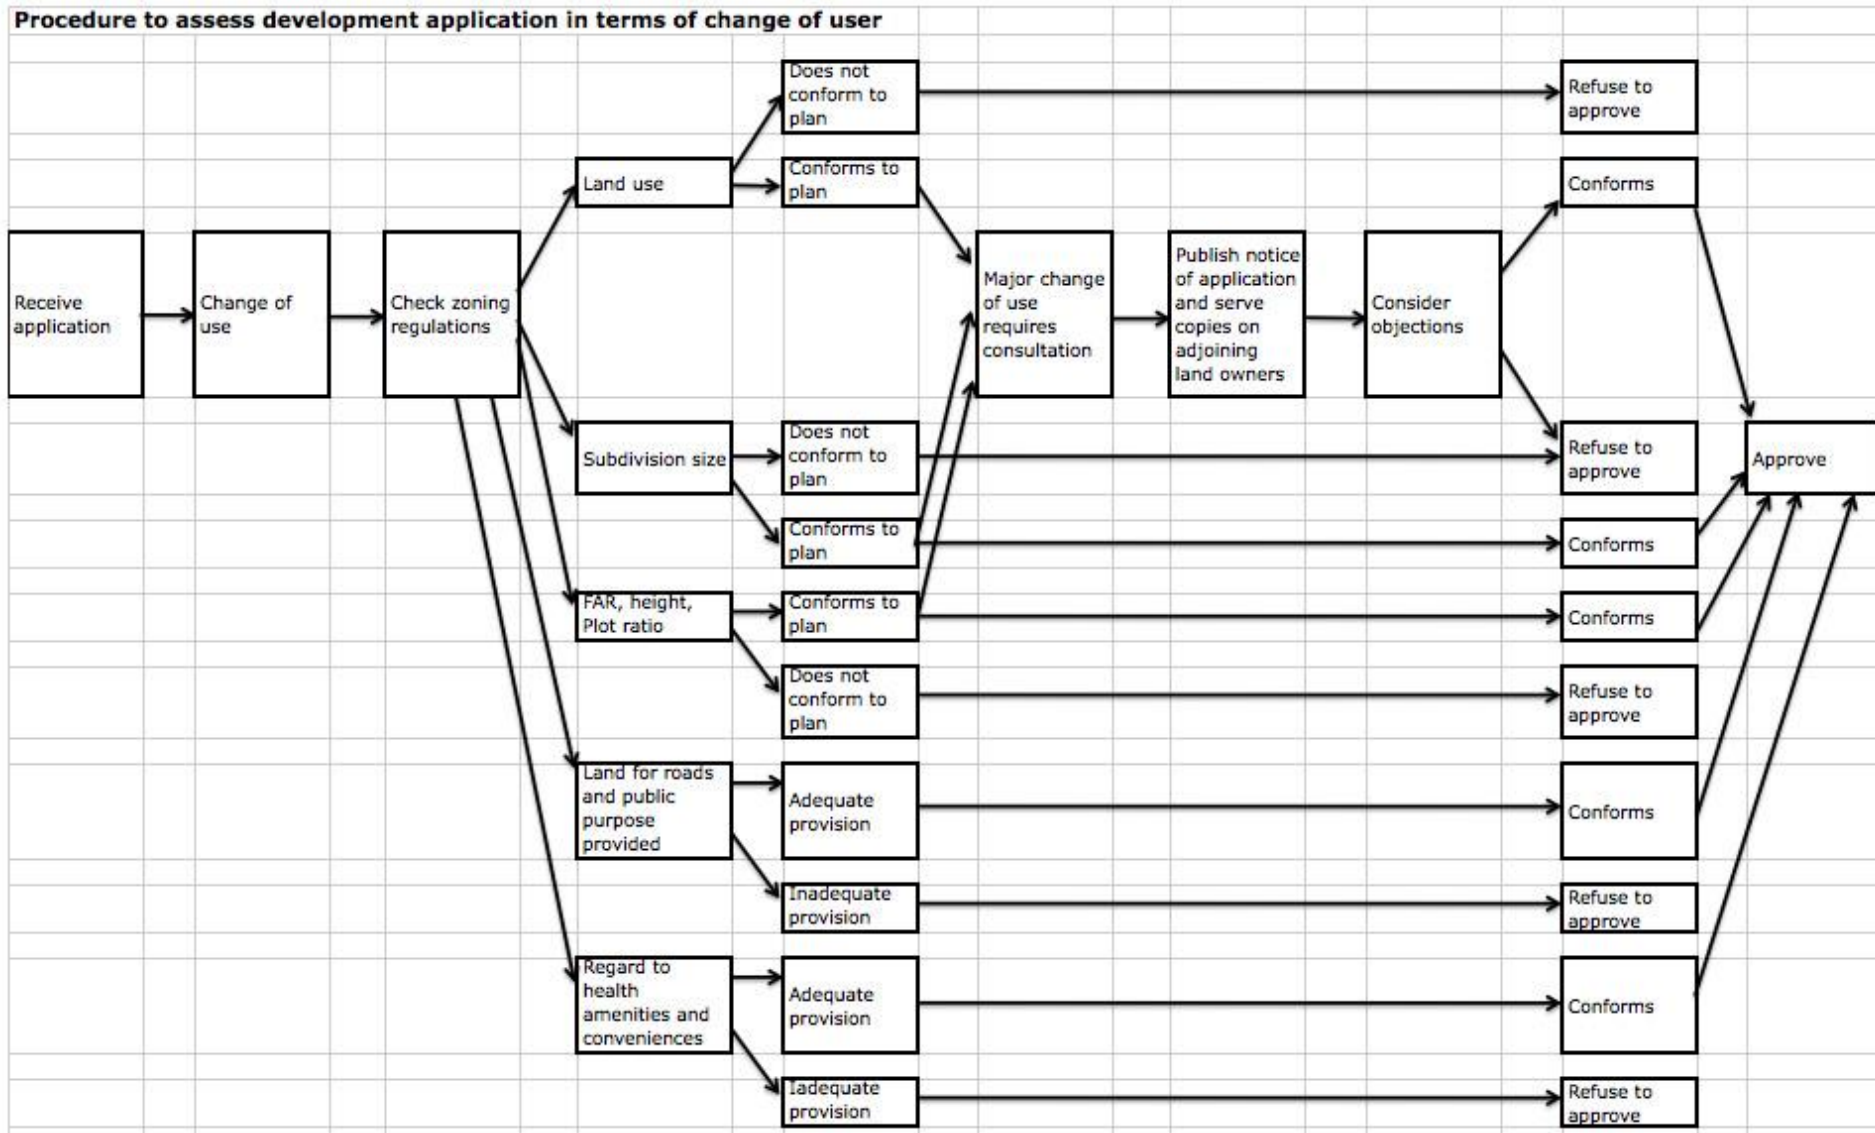 Procedure to assess development application in terms of change of user
Does not
conform to
plan
Refuse to
approve
Land use
Conforms to
plan
Conforms
Receive
application
Change of
use
Check zoning
regulations
Major change
of use
requires
consultation
Publish notice
of application
and serve
copies on
adjoining
land owners
Consider
objections
Subdivision size
Does not
conform to
plan
Refuse to
approve
Approve
Conforms to
plan
Conforms
FAR, height,
Plot ratio
Conforms to
plan
Conforms
Does not
conform to
plan
Refuse to
approve
Land for roads
and public
purpose
provided
Adequate
provision
Conforms
Inadequate
provision
Refuse to
approve
Regard to
health
amenities and
conveniences
Adequate
provision
Conforms
Iadequate
provision
Refuse to
approve